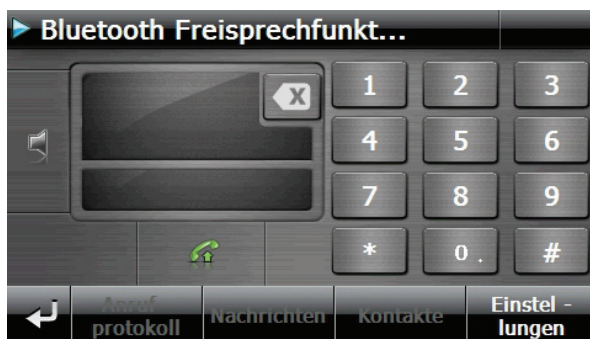 Bluetooth Freisprechfunkt...
X
1 2 3
4 5 6
7 8 9
* 0 . #
Anruf-
protokoll
Nachrichten
Kontakte
Einstel -
lungen